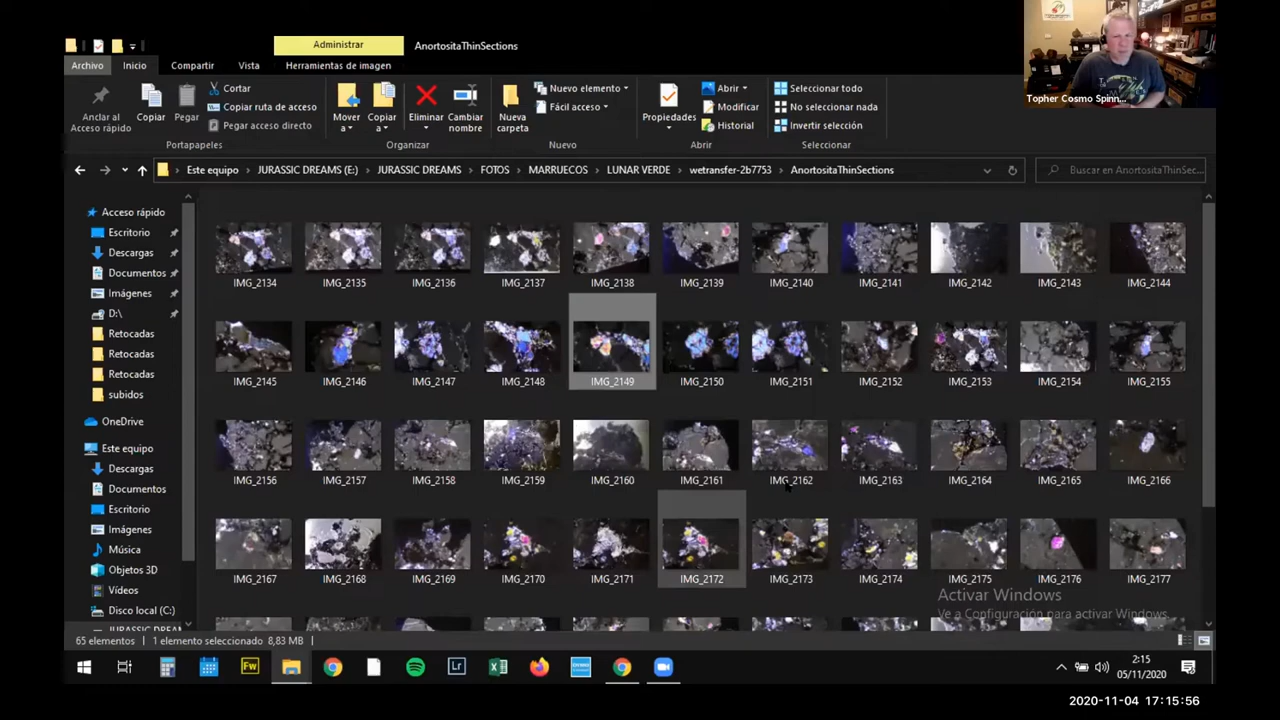 Administrar
AnortositaThinSections
Archivo
Inicio
Compartir
Vista
Herramientas de imagen
Anclar al
Acceso rápido
Copiar
Pegar
Cortar
Copiar ruta de acceso
Pegar acceso directo
Mover
a
Copiar
a
Eliminar
Cambiar
nombre
Nueva
carpeta
Nuevo elemento
Fácil acceso
Propiedades
Abrir
Modificar
Historial
Seleccionar todo
No seleccionar nada
Invertir selección
Portapapeles
Organizar
Nuevo
Abrir
Seleccionar
Topher Cosmo Spinn...
Este equipo > JURASSIC DREAMS (E:) > JURASSIC DREAMS > FOTOS > MARRUECOS > LUNAR VERDE > wetransfer-2b7753 > AnortositaThinSections
Buscar en AnortositaThinSec...
Acceso rápido
Escritorio
Descargas
Documentos
Imágenes
D:\
Retocadas
Retocadas
Retocadas
subidos
OneDrive
Este equipo
Descargas
Documentos
Escritorio
Imágenes
Música
Objetos 3D
Vídeos
Disco local (C:)
JURASSIC DREAM
IMG_2134 IMG_2135 IMG_2136 IMG_2137 IMG_2138 IMG_2139 IMG_2140 IMG_2141 IMG_2142 IMG_2143 IMG_2144
IMG_2145 IMG_2146 IMG_2147 IMG_2148 IMG_2149 IMG_2150 IMG_2151 IMG_2152 IMG_2153 IMG_2154 IMG_2155
IMG_2156 IMG_2157 IMG_2158 IMG_2159 IMG_2160 IMG_2161 IMG_2162 IMG_2163 IMG_2164 IMG_2165 IMG_2166
IMG_2167 IMG_2168 IMG_2169 IMG_2170 IMG_2171 IMG_2172 IMG_2173 IMG_2174 IMG_2175 IMG_2176 IMG_2177
Activar Windows
Ve a Configuración para activar Windows.
65 elementos
1 elemento seleccionado 8,83 MB
Fw
Lr
2:15
05/11/2020
2020-11-04 17:15:56